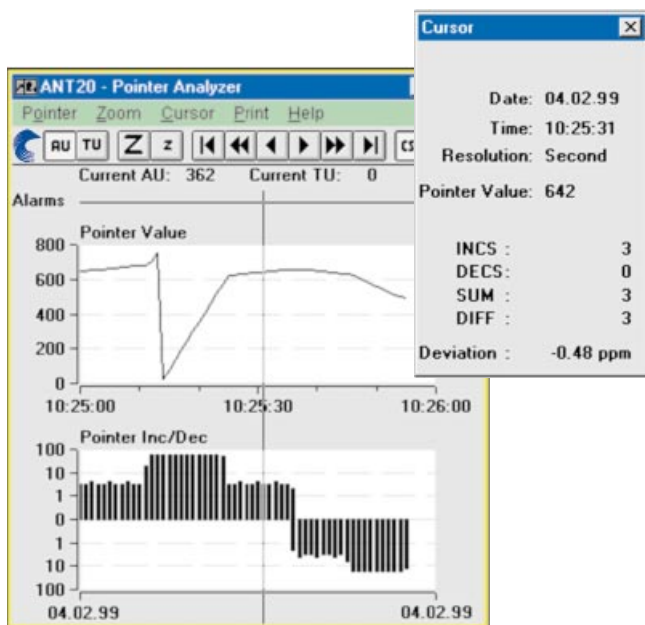 Cursor
Date: 04.02.99
Time: 10:25:31
Resolution: Second
Pointer Value: 642
INCS : 3
DECS: 0
SUM : 3
DIFF : 3
Deviation : -0.48 ppm
ANT20 - Pointer Analyzer
Pointer Zoom Cursor Print Help
AU TU Z z
Current AU: 362 Current TU: 0
Alarms
Pointer Value
800
600
400
200
0
10:25:00 10:25:30 10:26:00
Pointer Inc/Dec
100
10
1
0
1
10
100
04.02.99 04.02.99